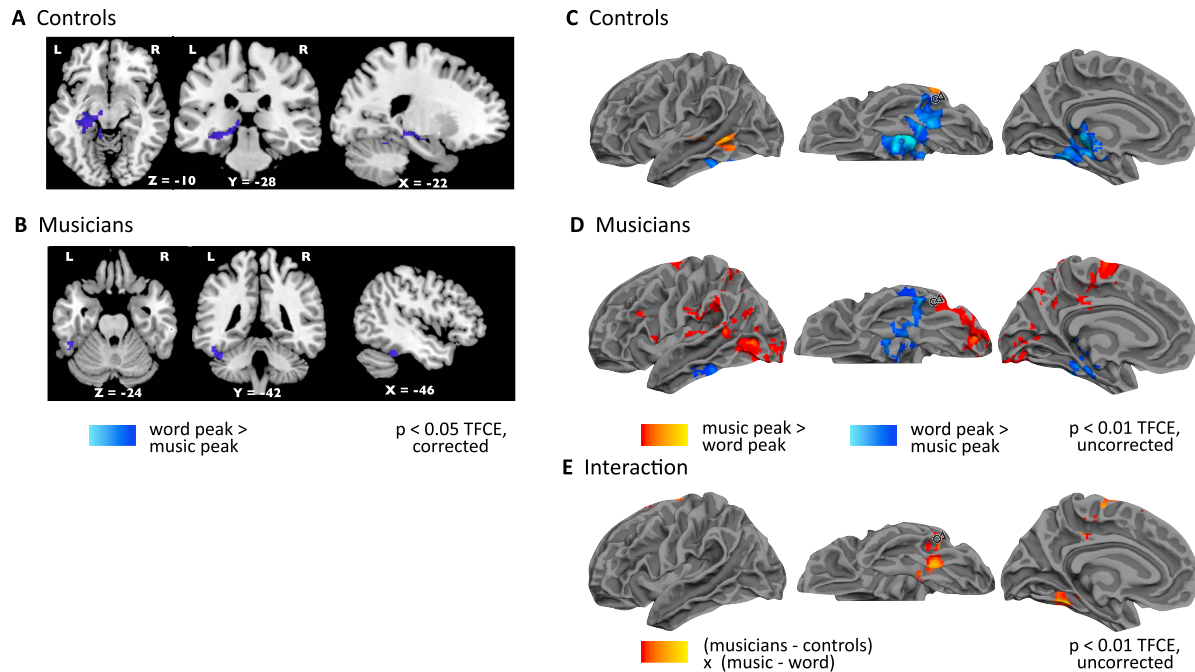 A Controls
L R L R
Z = -10 Y = -28 X = -22
B Musicians
L R L R
Z = -24 Y = -42 X = -46
word peak >
music peak
p < 0.05 TFCE,
corrected
C Controls
D Musicians
music peak >
word peak
word peak >
music peak
p < 0.01 TFCE,
uncorrected
E Interaction
(musicians - controls)
x (music - word)
p < 0.01 TFCE,
uncorrected